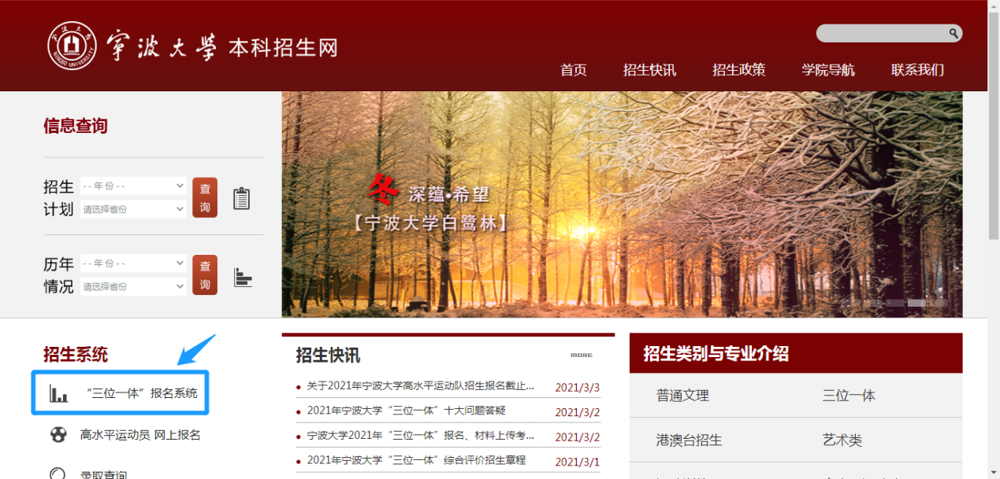 宁波大学 本科招生网
首页 招生快讯 招生政策 学院导航 联系我们
信息查询
招生计划
--年份--
请选择省份
查询
历年情况
--年份--
请选择省份
查询
冬 深蕴·希望
【宁波大学白鹭林】
招生系统
“三位一体”报名系统
高水平运动员 网上报名
录取查询
招生快讯 MORE
关于2021年宁波大学高水平运动队招生报名截止... 2021/3/3
2021年宁波大学“三位一体”十大问题答疑 2021/3/2
宁波大学2021年“三位一体”报名、材料上传考... 2021/3/2
2021年宁波大学“三位一体”综合评价招生章程 2021/3/1
招生类别与专业介绍
普通文理 三位一体
港澳台招生 艺术类